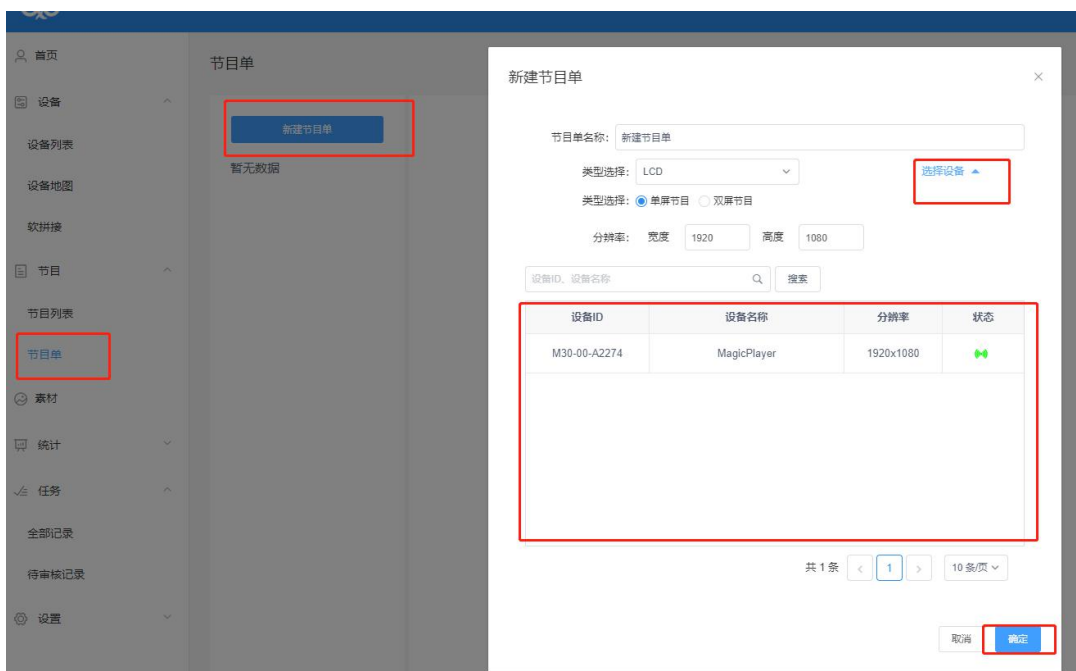 首页
设备
设备列表
设备地图
软拼接
节目
节目列表
节目单
素材
统计
任务
全部记录
待审核记录
设置
节目单
新建节目单
暂无数据
新建节目单
节目单名称: 新建节目单
类型选择: LCD 选择设备
类型选择: 单屏节目 双屏节目
分辨率: 宽度 1920 高度 1080
设备ID, 设备名称 搜索
设备ID 设备名称 分辨率 状态
M30-00-A2274 MagicPlayer 1920x1080
共 1 条 < 1 > 10 条/页
取消 确定